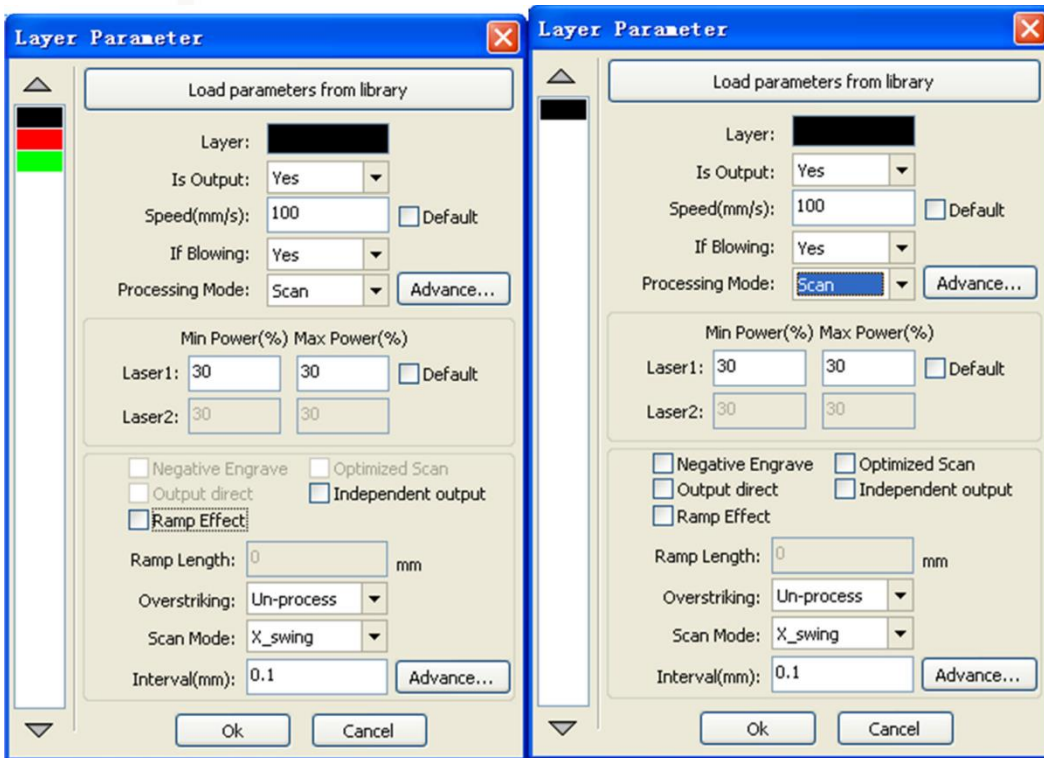 Layer Parameter
Load parameters from library
Layer:
Is Output: Yes
Speed(mm/s): 100 Default
If Blowing: Yes
Processing Mode: Scan Advance...
Min Power(%) Max Power(%)
Laser1: 30 30 Default
Laser2: 30 30
Negative Engrave Optimized Scan
Output direct Independent output
Ramp Effect
Ramp Length: 0 mm
Overstriking: Un-process
Scan Mode: X_swing
Interval(mm): 0.1 Advance...
Ok Cancel
Layer Parameter
Load parameters from library
Layer:
Is Output: Yes
Speed(mm/s): 100 Default
If Blowing: Yes
Processing Mode: Scan Advance...
Min Power(%) Max Power(%)
Laser1: 30 30 Default
Laser2: 30 30
Negative Engrave Optimized Scan
Output direct Independent output
Ramp Effect
Ramp Length: 0 mm
Overstriking: Un-process
Scan Mode: X_swing
Interval(mm): 0.1 Advance...
Ok Cancel